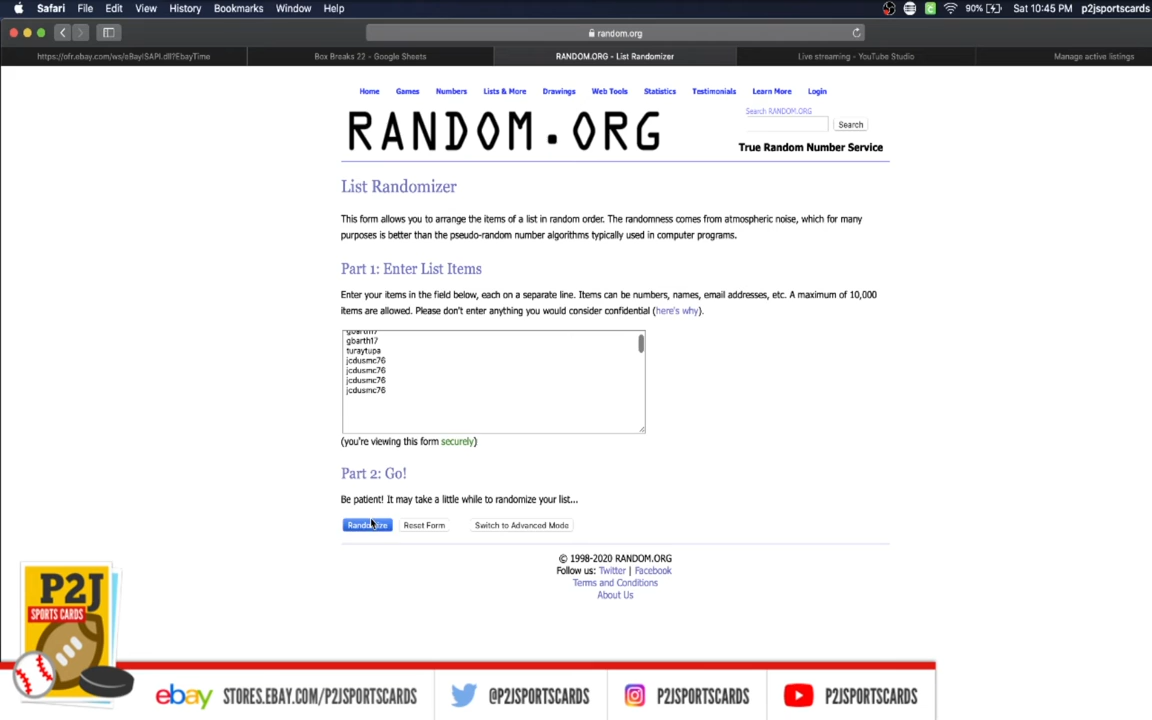 Safari File Edit View History Bookmarks Window Help 90% Sat 10:45 PM p2jsportscards
random.org
https://ofr.ebay.com/ws/eBayISAPI.dll?EbayTime Box Breaks 22 - Google Sheets RANDOM.ORG - List Randomizer Live streaming - YouTube Studio Manage active listings
Home Games Numbers Lists & More Drawings Web Tools Statistics Testimonials Learn More Login
RANDOM.ORG
Search RANDOM.ORG
Search
True Random Number Service
List Randomizer
This form allows you to arrange the items of a list in random order. The randomness comes from atmospheric noise, which for many
purposes is better than the pseudo-random number algorithms typically used in computer programs.
Part 1: Enter List Items
Enter your items in the field below, each on a separate line. Items can be numbers, names, email addresses, etc. A maximum of 10,000
items are allowed. Please don't enter anything you would consider confidential (here's why).
gbarth17
gbarth17
turaytupa
jcdusmc76
jcdusmc76
jcdusmc76
jcdusmc76
(you're viewing this form securely)
Part 2: Go!
Be patient! It may take a little while to randomize your list...
Randomize Reset Form Switch to Advanced Mode
© 1998-2020 RANDOM.ORG
Follow us: Twitter | Facebook
Terms and Conditions
About Us
P2J
SPORTS CARDS
ebay STORES.EBAY.COM/P2JSPORTSCARDS @P2JSPORTSCARDS P2JSPORTSCARDS P2JSPORTSCARDS